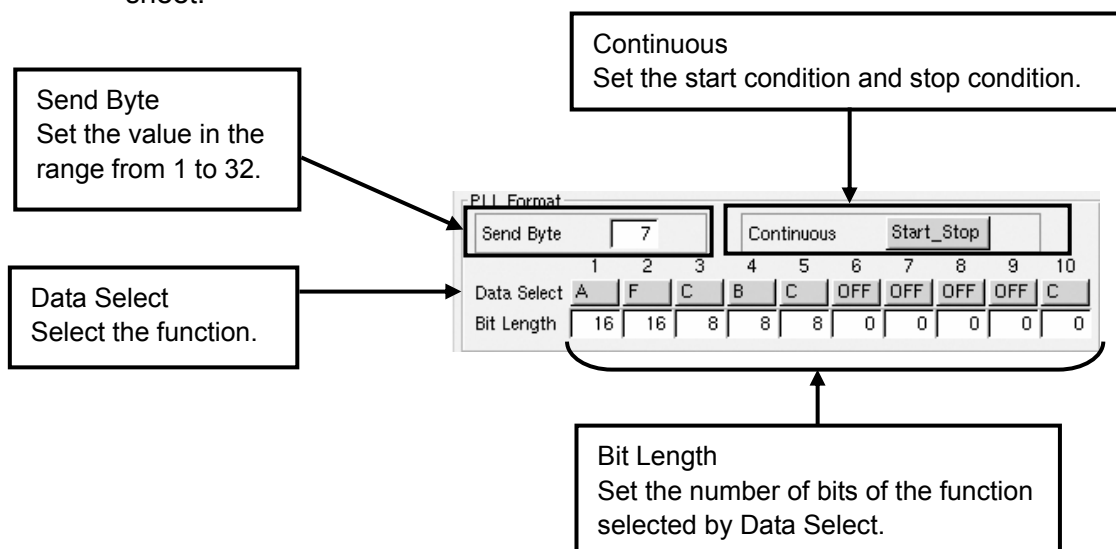 sheet.
Continuous
Set the start condition and stop condition.
Send Byte
Set the value in the
range from 1 to 32.
PLL Format
Send Byte 7 Continuous Start_Stop
1 2 3 4 5 6 7 8 9 10
Data Select A F C B C OFF OFF OFF OFF C
Bit Length 16 16 8 8 8 0 0 0 0 0
Data Select
Select the function.
Bit Length
Set the number of bits of the function
selected by Data Select.